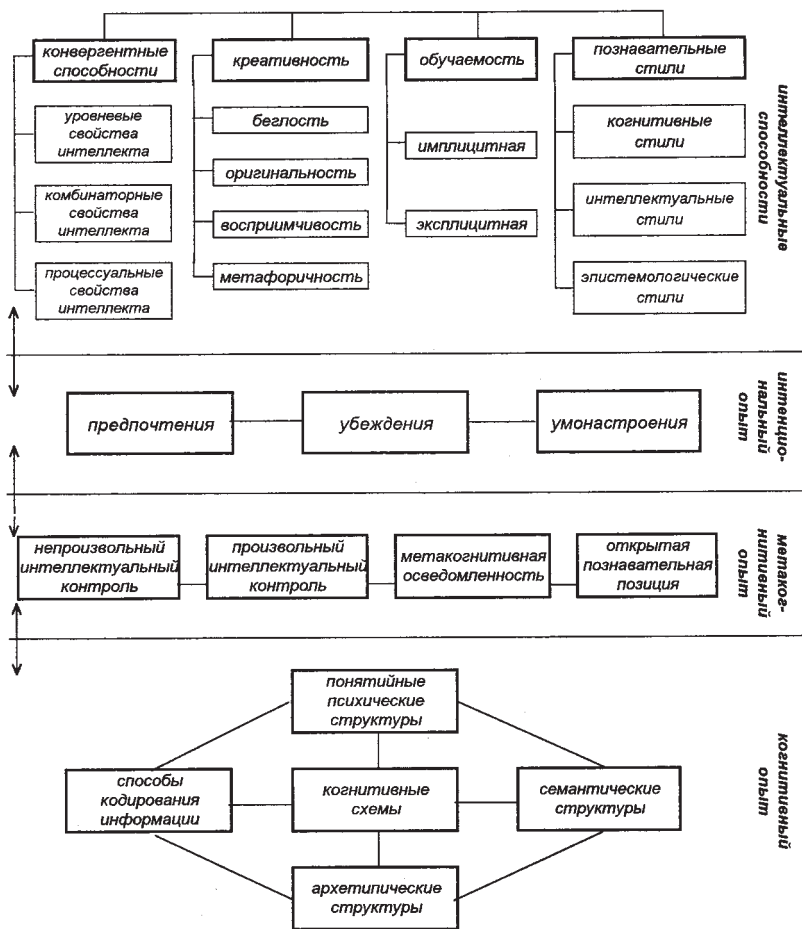 конвергентные
способности
креативность
обучаемость
познавательные
стили
уровневые
свойства
интеллекта
беглость
имплицитная
когнитивные
стили
оригинальность
комбинаторные
свойства
интеллекта
восприимчивость
эксплицитная
интеллектуальные
стили
процессуальные
свойства
интеллекта
метафоричность
эпистемологические
стили
интеллектуальные
способности
предпочтения
убеждения
умонастроения
интенцио-
нальный
опыт
непроизвольный
интеллектуальный
контроль
произвольный
интеллектуальный
контроль
метакогнитивная
осведомленность
открытая
познавательная
позиция
метаког-
нитивный
опыт
понятийные
психические
структуры
способы
кодирования
информации
когнитивные
схемы
семантические
структуры
архетипические
структуры
когнитивный
опыт